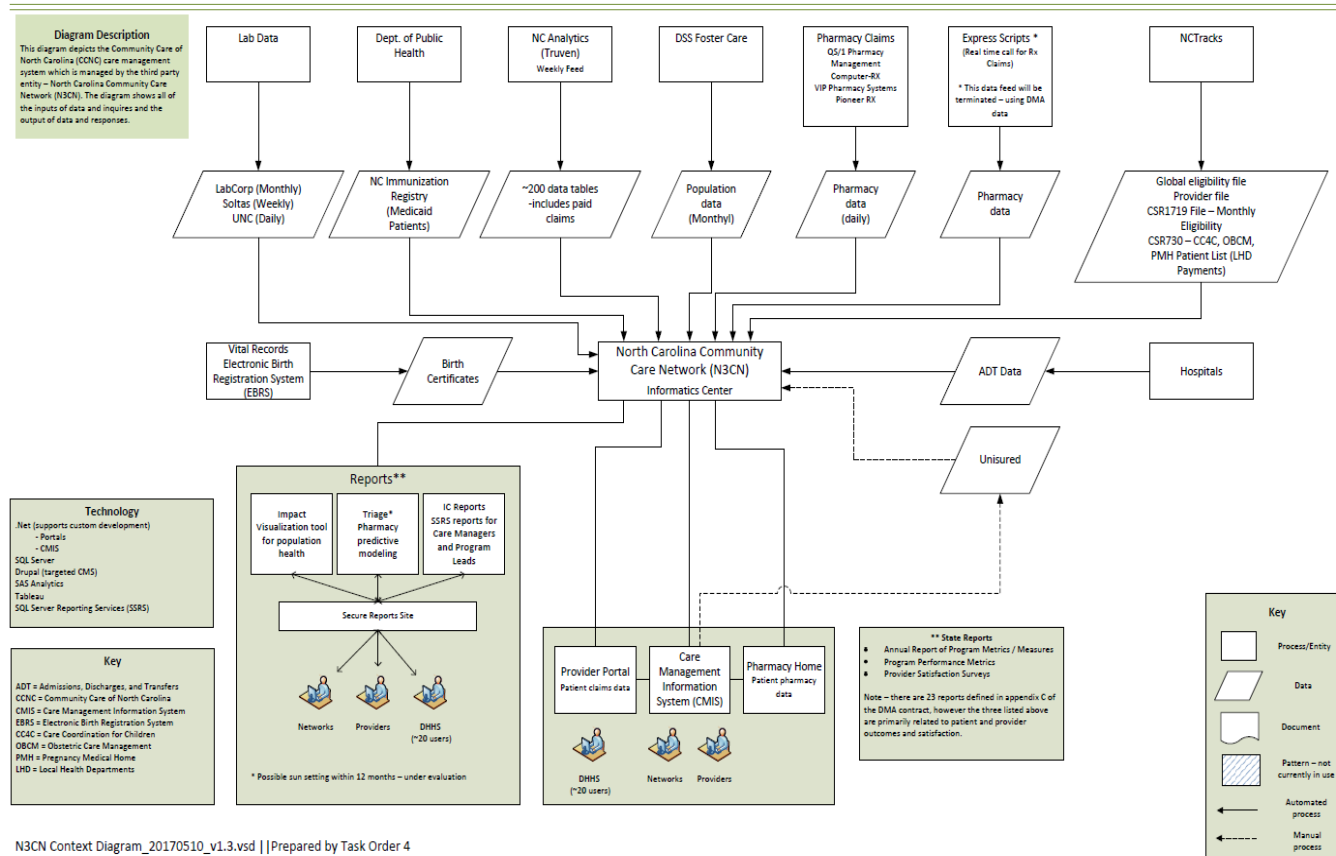 Diagram Description
This diagram depicts the Community Care of
North Carolina (CCNC) care management
system which is managed by the third party
entity – North Carolina Community Care
Network (N3CN). The diagram shows all of
the inputs of data and inquires and the
output of data and responses.
Lab Data
Dept. of Public
Health
NC Analytics
(Truven)
Weekly Feed
DSS Foster Care
Pharmacy Claims
QS/1 Pharmacy
Management
Computer-RX
VIP Pharmacy Systems
Pioneer RX
Express Scripts *
(Real time call for Rx
Claims)
* This data feed will be
terminated – using DMA
data
NCTracks
LabCorp (Monthly)
Soltas (Weekly)
UNC (Daily)
NC Immunization
Registry
(Medicaid
Patients)
~200 data tables
-includes paid
claims
Population
data
(Monthyl)
Pharmacy
data
(daily)
Pharmacy
data
Global eligibility file
Provider file
CSR1719 File – Monthly
Eligibility
CSR730 – CC4C, OBCM,
PMH Patient List (LHD
Payments)
Vital Records
Electronic Birth
Registration System
(EBRS)
Birth
Certificates
North Carolina Community
Care Network (N3CN)
Informatics Center
ADT Data
Hospitals
Unisured
Reports**
Impact
Visualization tool
for population
health
Triage*
Pharmacy
predictive
modeling
IC Reports
SSRS reports for
Care Managers
and Program
Leads
Secure Reports Site
Networks
Providers
DHHS
(~20 users)
* Possible sun setting within 12 months – under evaluation
Technology
.Net (supports custom development)
- Portals
- CMIS
SQL Server
Drupal (targeted CMS)
SAS Analytics
Tableau
SQL Server Reporting Services (SSRS)
Key
ADT = Admissions, Discharges, and Transfers
CCNC = Community Care of North Carolina
CMIS = Care Management Information System
EBRS = Electronic Birth Registration System
CC4C = Care Coordination for Children
OBCM = Obstetric Care Management
PMH = Pregnancy Medical Home
LHD = Local Health Departments
Provider Portal
Patient claims data
Care
Management
Information
System (CMIS)
Pharmacy Home
Patient pharmacy
data
DHHS
(~20 users)
Networks
Providers
** State Reports
Annual Report of Program Metrics / Measures
Program Performance Metrics
Provider Satisfaction Surveys
Note – there are 23 reports defined in appendix C of
the DMA contract, however the three listed above
are primarily related to patient and provider
outcomes and satisfaction.
Key
Process/Entity
Data
Document
Pattern – not
currently in use
Automated
process
Manual
process
N3CN Context Diagram_20170510_v1.3.vsd ||Prepared by Task Order 4